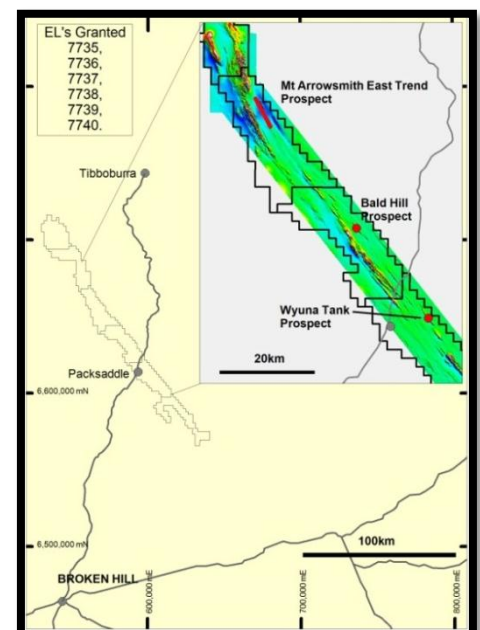 EL's Granted
7735,
7736,
7737,
7738,
7739,
7740.
Mt Arrowsmith East Trend
Prospect
Tibboburra
Bald Hill
Prospect
Wyuna Tank
Prospect
20km
Packsaddle
6,600,000 mN
100km
6,500,000 mN
BROKEN HILL
600,000 mE
700,000 mE
800,000 mE